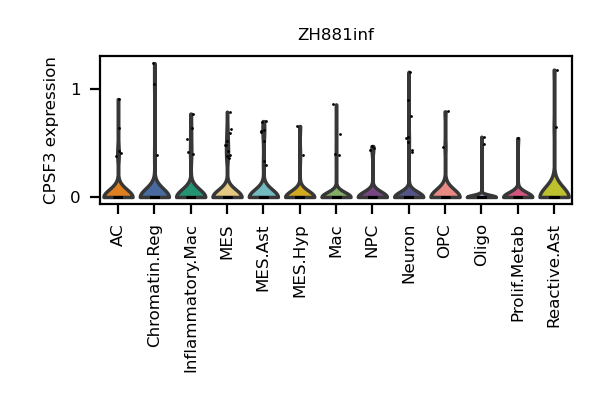 ZH881inf
CPSF3 expression
1
0
AC
Chromatin.Reg
Inflammatory.Mac
MES
MES.Ast
MES.Hyp
Mac
NPC
Neuron
OPC
Oligo
Prolif.Metab
Reactive.Ast